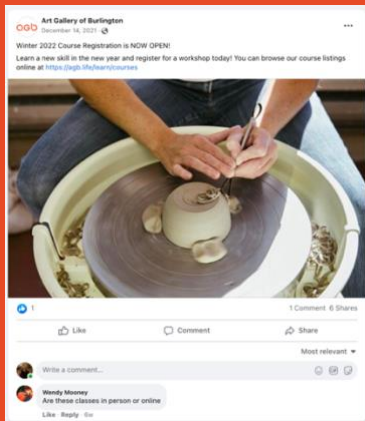 agb
Art Gallery of Burlington
December 14, 2021 ·
Winter 2022 Course Registration is NOW OPEN!
Learn a new skill in the new year and register for a workshop today! You can browse our course listings
online at https://agb.life/learn/courses
1
1 Comment 6 Shares
Like
Comment
Share
Most relevant
Write a comment...
Wendy Mooney
Are these classes in person or online
Like · Reply ·